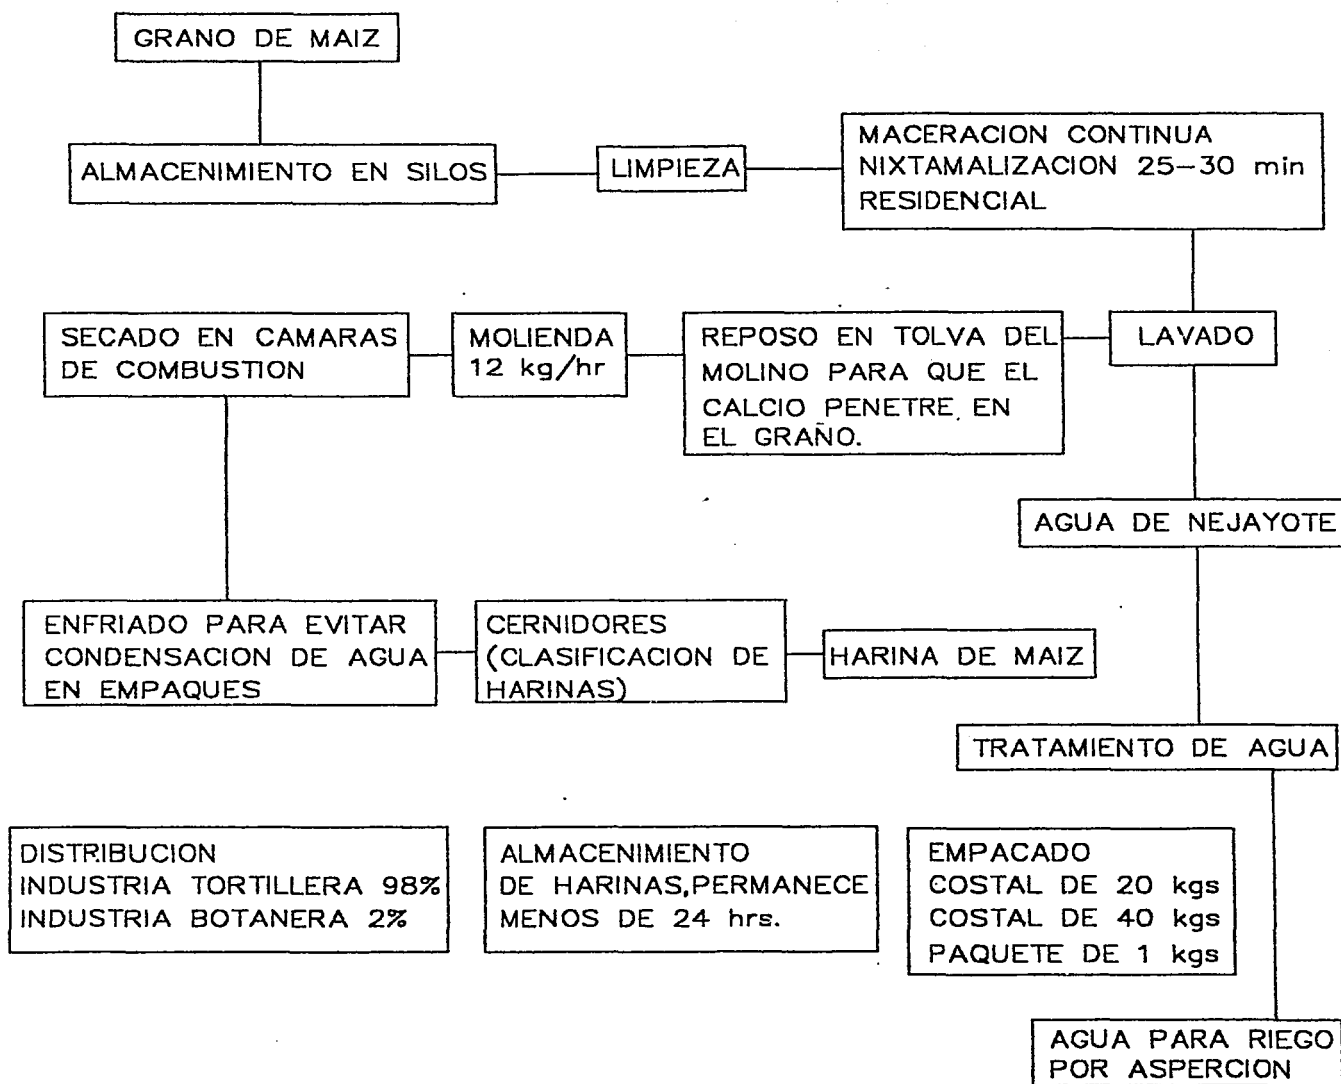 GRANO DE MAIZ
ALMACENIMIENTO EN SILOS
LIMPIEZA
MACERACION CONTINUA
NIXTAMALIZACION 25-30 min
RESIDENCIAL
SECADO EN CAMARAS
DE COMBUSTION
MOLIENDA
12 kg/hr
REPOSO EN TOLVA DEL
MOLINO PARA QUE EL
CALCIO PENETRE EN
EL GRAÑO.
LAVADO
AGUA DE NEJAYOTE
ENFRIADO PARA EVITAR
CONDENSACION DE AGUA
EN EMPAQUES
CERNIDORES
(CLASIFICACION DE
HARINAS)
HARINA DE MAIZ
TRATAMIENTO DE AGUA
DISTRIBUCION
INDUSTRIA TORTILLERA 98%
INDUSTRIA BOTANERA 2%
ALMACENIMIENTO
DE HARINAS,PERMANECE
MENOS DE 24 hrs.
EMPACADO
COSTAL DE 20 kgs
COSTAL DE 40 kgs
PAQUETE DE 1 kgs
AGUA PARA RIEGO
POR ASPERCION